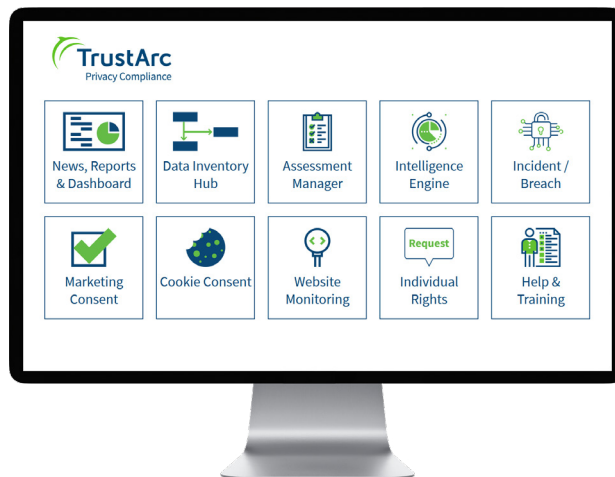 TrustArc
Privacy Compliance
News, Reports
& Dashboard
Data Inventory
Hub
Assessment
Manager
Intelligence
Engine
Incident /
Breach
Marketing
Consent
Cookie Consent
Website
Monitoring
Request
Individual
Rights
Help &
Training